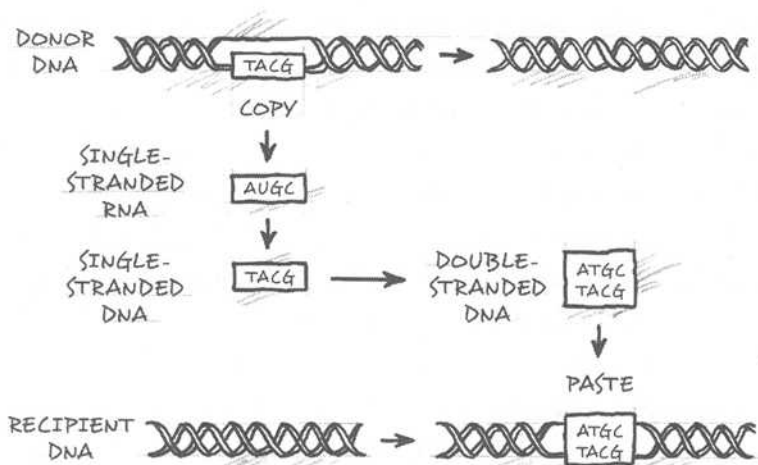 DONOR
DNA
TACG
COPY
SINGLE-
STRANDED
RNA
AUGC
SINGLE-
STRANDED
DNA
TACG
DOUBLE-
STRANDED
DNA
ATGC
TACG
PASTE
RECIPIENT
DNA
ATGC
TACG